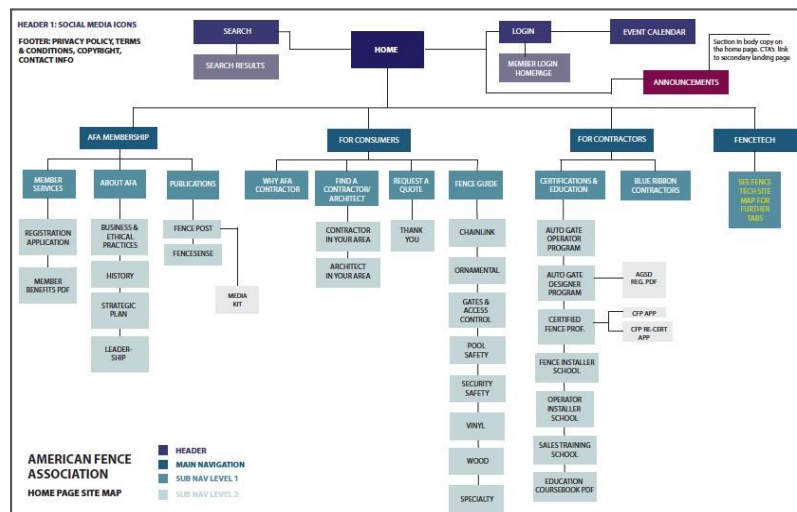 HEADER 1: SOCIAL MEDIA ICONS
FOOTER: PRIVACY POLICY, TERMS
& CONDITIONS, COPYRIGHT,
CONTACT INFO
SEARCH
SEARCH RESULTS
HOME
LOGIN
MEMBER LOGIN
HOMEPAGE
EVENT CALENDAR
Section in body copy on
the home page. CTA's link
to secondary landing page
ANNOUNCEMENTS
AFA MEMBERSHIP
FOR CONSUMERS
FOR CONTRACTORS
FENCETECH
MEMBER
SERVICES
ABOUT AFA
PUBLICATIONS
WHY AFA
CONTRACTOR
FIND A
CONTRACTOR/
ARCHITECT
REQUEST A
QUOTE
FENCE GUIDE
CERTIFICATIONS &
EDUCATION
BLUE RIBBON
CONTRACTORS
SEE FENCE
TECH SITE
MAP FOR
FURTHER
TABS
REGISTRATION
APPLICATION
MEMBER
BENEFITS PDF
BUSINESS &
ETHICAL
PRACTICES
HISTORY
STRATEGIC
PLAN
LEADER-
SHIP
FENCE POST
FENCESENSE
MEDIA
KIT
CONTRACTOR
IN YOUR AREA
ARCHITECT
IN YOUR AREA
THANK
YOU
CHAINLINK
ORNAMENTAL
GATES &
ACCESS
CONTROL
POOL
SAFETY
SECURITY
SAFETY
VINYL
WOOD
SPECIALTY
AUTO GATE
OPERATOR
PROGRAM
AUTO GATE
DESIGNER
PROGRAM
AGSD
REG. PDF
CERTIFIED
FENCE PROF.
CFP APP
CFP RE-CERT
APP
FENCE INSTALLER
SCHOOL
OPERATOR
INSTALLER
SCHOOL
SALES TRAINING
SCHOOL
EDUCATION
COURSEBOOK PDF
AMERICAN FENCE
ASSOCIATION
HOME PAGE SITE MAP
HEADER
MAIN NAVIGATION
SUB NAV LEVEL 1
SUB NAV LEVEL 2